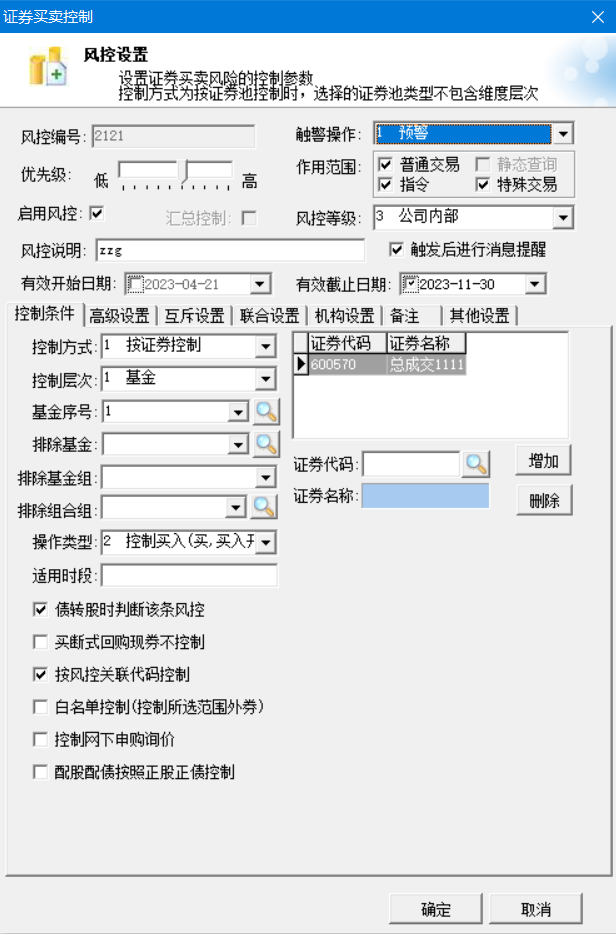 证券买卖控制
风控设置
设置证券买卖风险的控制参数
控制方式为按证券池控制时，选择的证券池类型不包含维度层次
风控编号: 2121 触警操作: 1 预警
优先级: 低 高 作用范围: 普通交易 静态查询
指令 特殊交易
启用风控: 汇总控制: 风控等级: 3 公司内部
风控说明: zzg 触发后进行消息提醒
有效开始日期: 2023-04-21 有效截止日期: 2023-11-30
控制条件 高级设置 互斥设置 联合设置 机构设置 备注 其他设置
控制方式: 1 按证券控制 证券代码 证券名称
600570 总成交1111
控制层次: 1 基金
基金序号: 1
排除基金:
证券代码: 增加
排除基金组:
证券名称: 删除
排除组合组:
操作类型: 2 控制买入(买,买入开
适用时段:
债转股时判断该条风控
买断式回购现券不控制
按风控关联代码控制
白名单控制(控制所选范围外券)
控制网下申购询价
配股配债按照正股正债控制
确定 取消